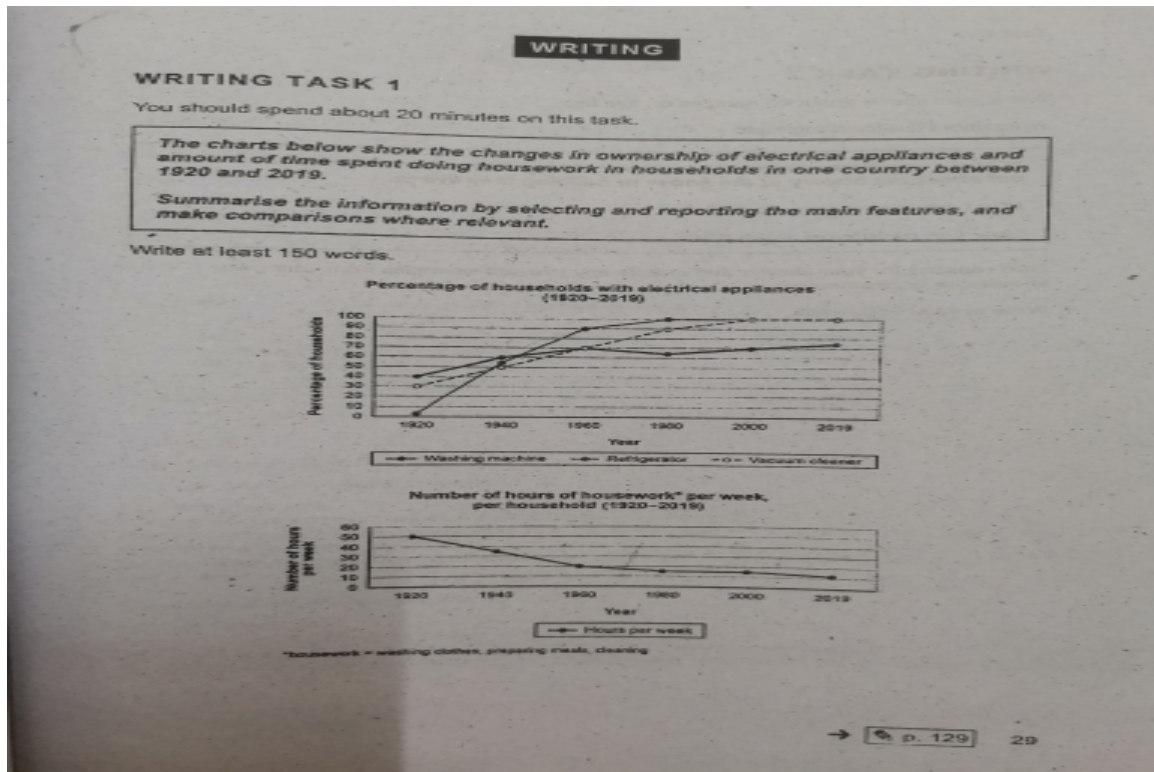 WRITING
WRITING TASK 1
You should spend about 20 minutes on this task.
The charts below show the changes in ownership of electrical appliances and
amount of time spent doing housework in households in one country between
1920 and 2019.
Summarise the information by selecting and reporting the main features, and
make comparisons where relevant.
Write at least 150 words.
Percentage of households with electrical appliances
(1920–2019)
Percentage of households
100
90
80
70
60
50
40
30
20
10
0
1920 1940 1960 1980 2000 2019
Year
Washing machine Refrigerator Vacuum cleaner
Number of hours of housework* per week,
per household (1920–2019)
Number of hours
per week
60
50
40
30
20
10
0
1920 1940 1960 1980 2000 2019
Year
Hours per week
*housework = washing clothes, preparing meals, cleaning
→ p. 129 29